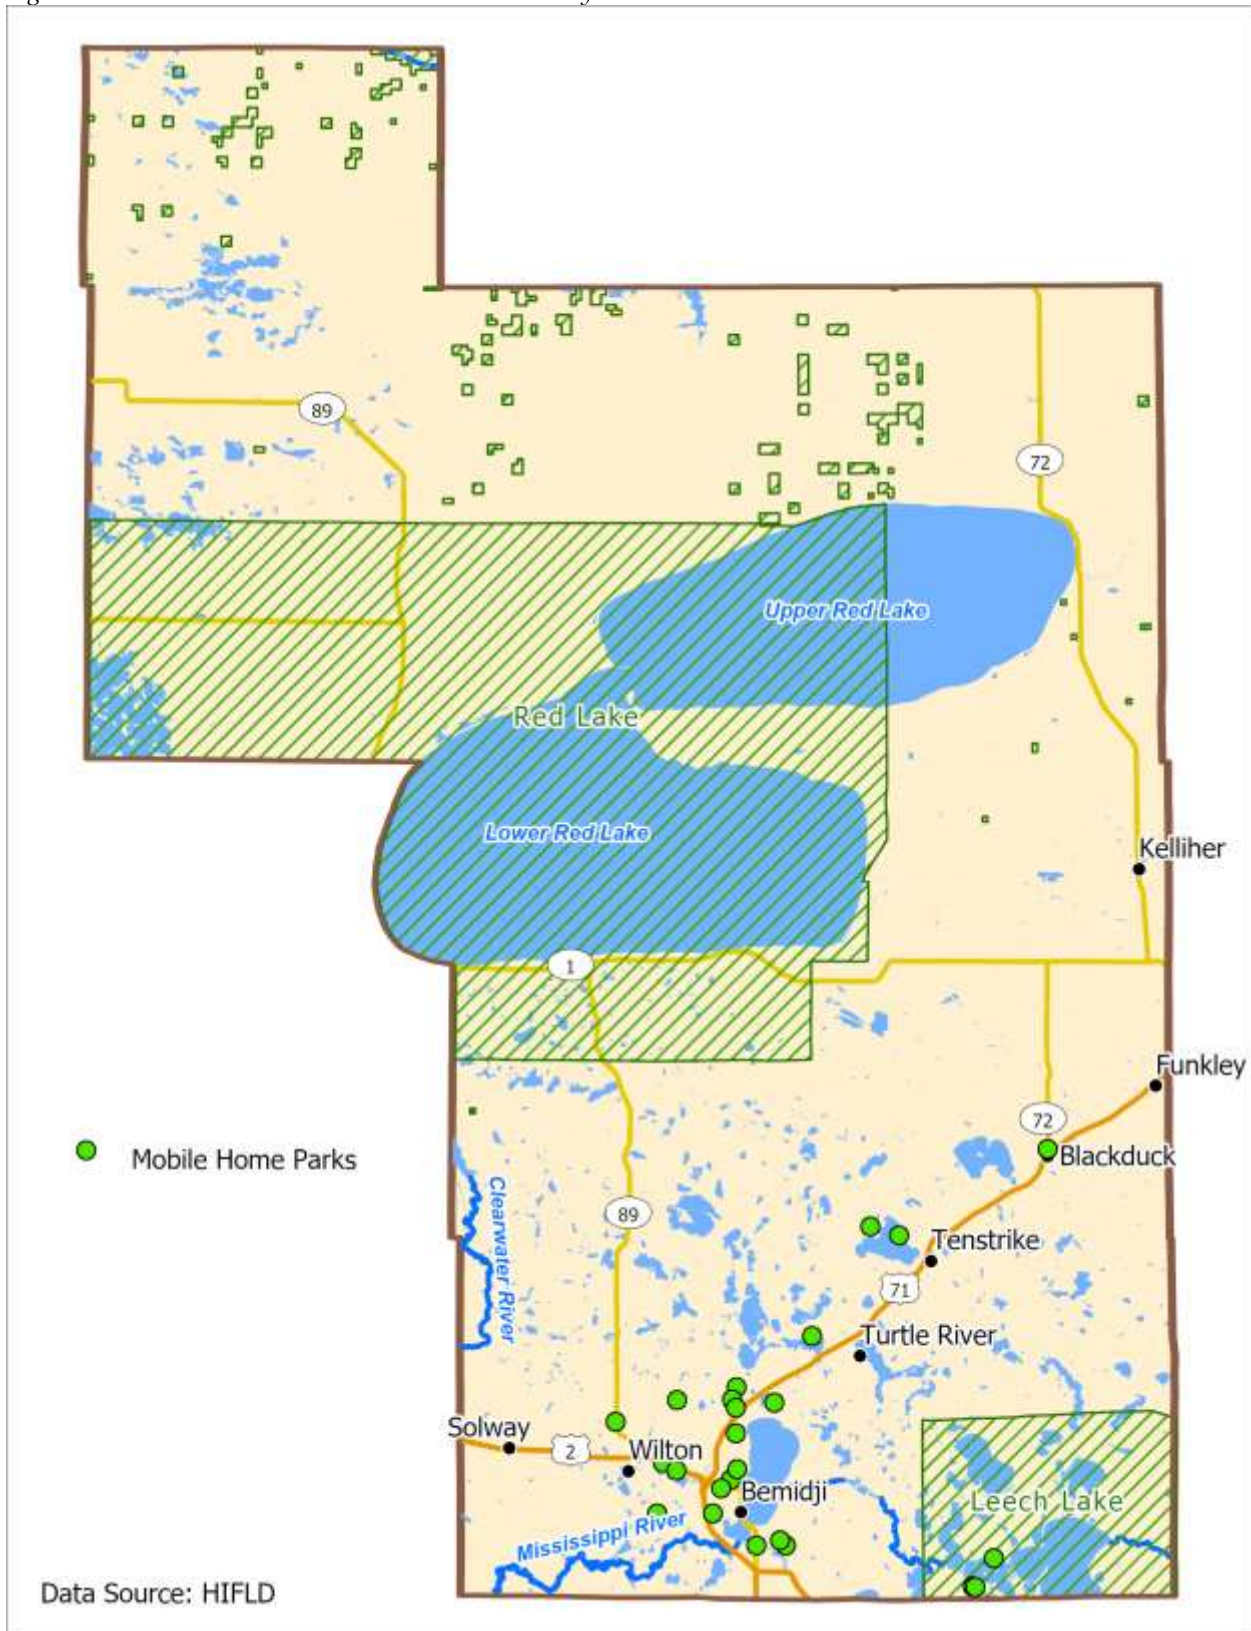 89
72
Upper Red Lake
Red Lake
Lower Red Lake
Kelliher
1
Funkley
72
Blackduck
Mobile Home Parks
Clearwater River
89
Tenstrike
71
Turtle River
Solway
2
Wilton
Bemidji
Leech Lake
Mississippi River
Data Source: HIFLD